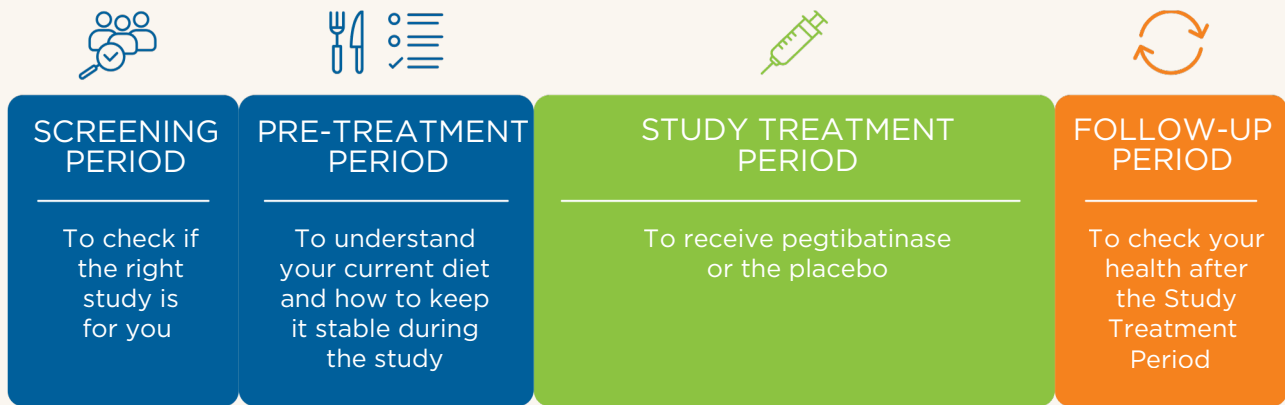 SCREENING
PERIOD
To check if
the right
study is
for you
PRE-TREATMENT
PERIOD
To understand
your current diet
and how to keep
it stable during
the study
STUDY TREATMENT
PERIOD
To receive pegtibatinase
or the placebo
FOLLOW-UP
PERIOD
To check your
health after
the Study
Treatment
Period